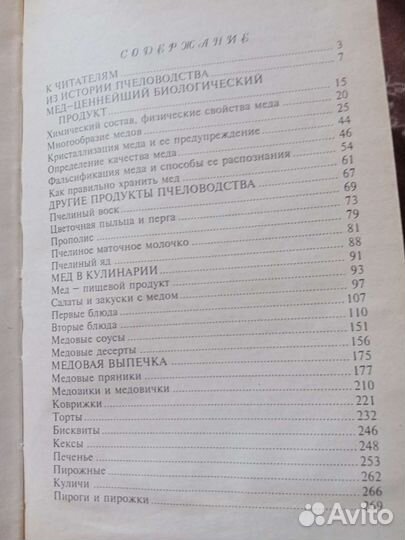 СОДЕРЖАНИЕ
К ЧИТАТЕЛЯМ 3
ИЗ ИСТОРИИ ПЧЕЛОВОДСТВА 7
МЕД-ЦЕННЕЙШИЙ БИОЛОГИЧЕСКИЙ
ПРОДУКТ 15
Химический состав, физические свойства меда 20
Многообразие медов 25
Кристаллизация меда и ее предупреждение 44
Определение качества меда 46
Фальсификация меда и способы ее распознания 54
Как правильно хранить мед 61
ДРУГИЕ ПРОДУКТЫ ПЧЕЛОВОДСТВА 67
Пчелиный воск 69
Цветочная пыльца и перга 73
Прополис 79
Пчелиное маточное молочко 81
Пчелиный яд 88
МЕД В КУЛИНАРИИ 91
Мед – пищевой продукт 93
Салаты и закуски с медом 97
Первые блюда 107
Вторые блюда 110
Медовые соусы 151
Медовые десерты 156
МЕДОВАЯ ВЫПЕЧКА 175
Медовые пряники 177
Медовики и медовички 210
Коврижки 221
Торты 232
Бисквиты 246
Кексы 248
Печенье 253
Пирожные 262
Куличи 266
Пироги и пирожки 269
Avito